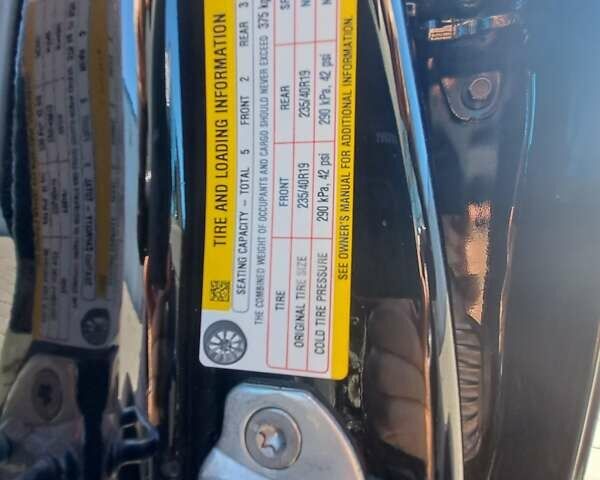 TIRE AND LOADING INFORMATION
SEATING CAPACITY – TOTAL 5 FRONT 2 REAR 3
THE COMBINED WEIGHT OF OCCUPANTS AND CARGO SHOULD NEVER EXCEED 375 kg
TIRE FRONT REAR
ORIGINAL TIRE SIZE 235/40R19 235/40R19
COLD TIRE PRESSURE 290 kPa, 42 psi 290 kPa, 42 psi
SEE OWNER'S MANUAL FOR ADDITIONAL INFORMATION.